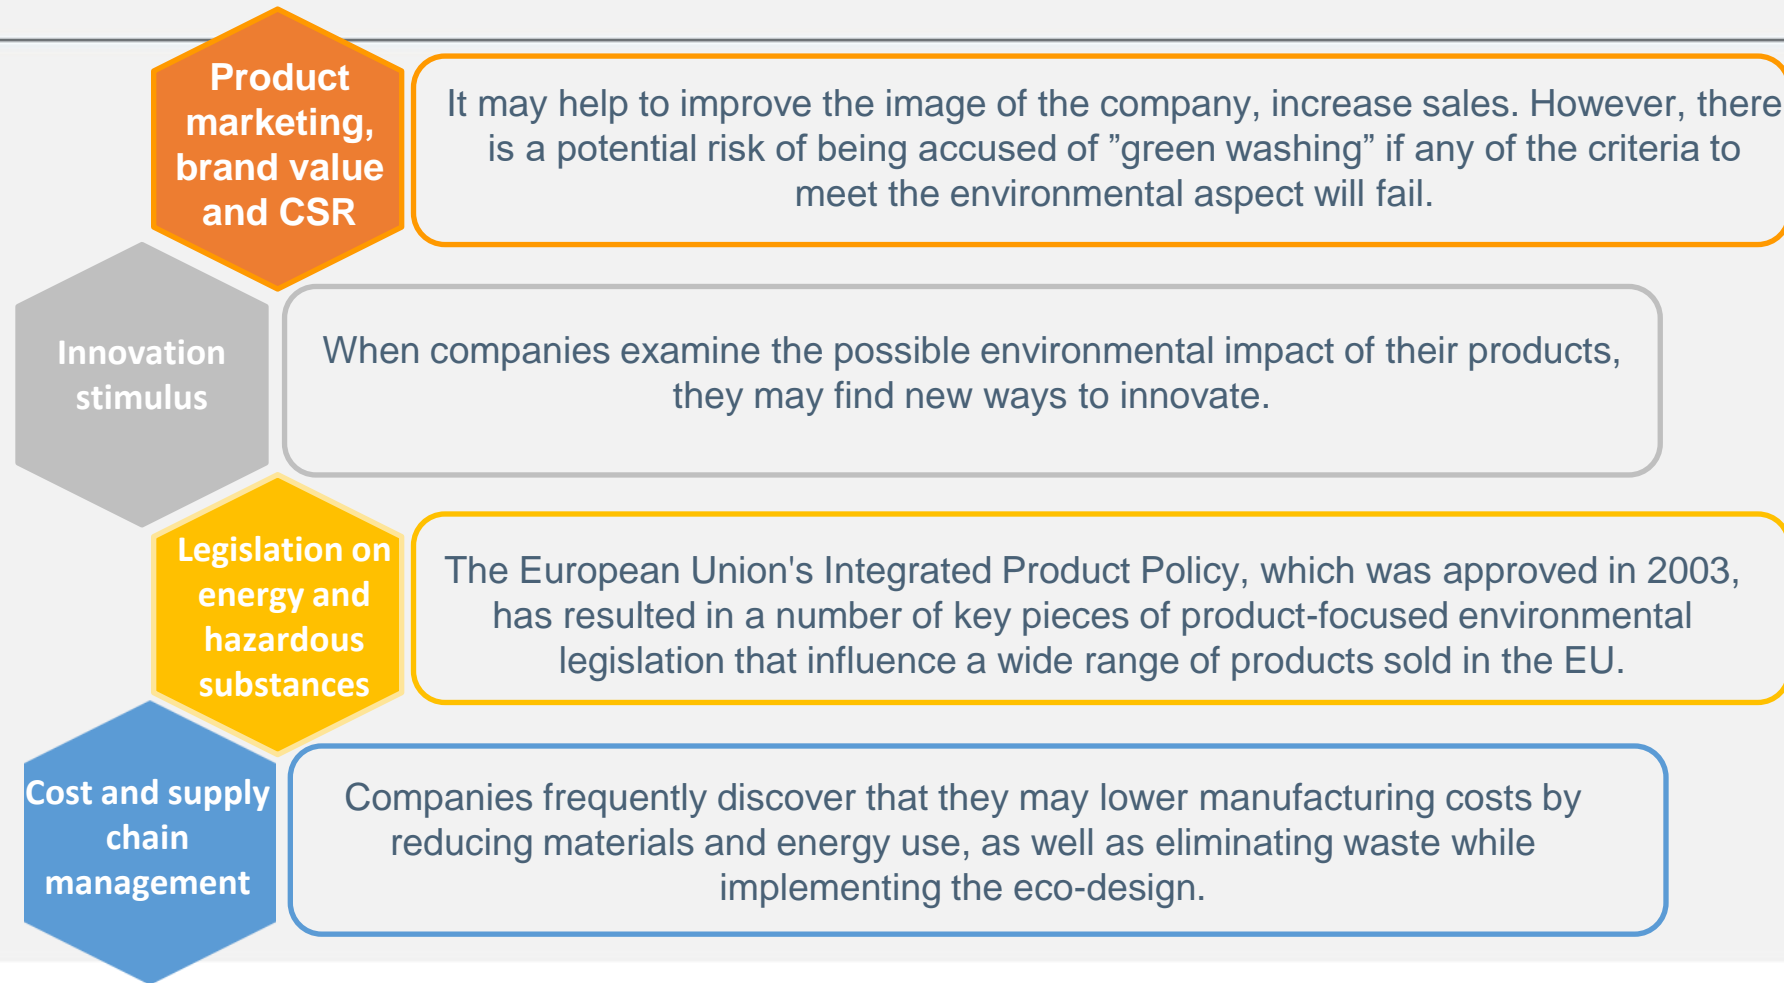 Product
marketing,
brand value
and CSR
It may help to improve the image of the company, increase sales. However, there
is a potential risk of being accused of ”green washing” if any of the criteria to
meet the environmental aspect will fail.
Innovation
stimulus
When companies examine the possible environmental impact of their products,
they may find new ways to innovate.
Legislation on
energy and
hazardous
substances
The European Union's Integrated Product Policy, which was approved in 2003,
has resulted in a number of key pieces of product-focused environmental
legislation that influence a wide range of products sold in the EU.
Cost and supply
chain
management
Companies frequently discover that they may lower manufacturing costs by
reducing materials and energy use, as well as eliminating waste while
implementing the eco-design.